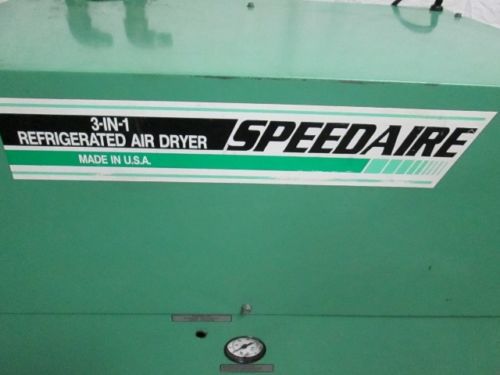 3-IN-1
REFRIGERATED AIR DRYER
SPEEDAIRE
MADE IN U.S.A.